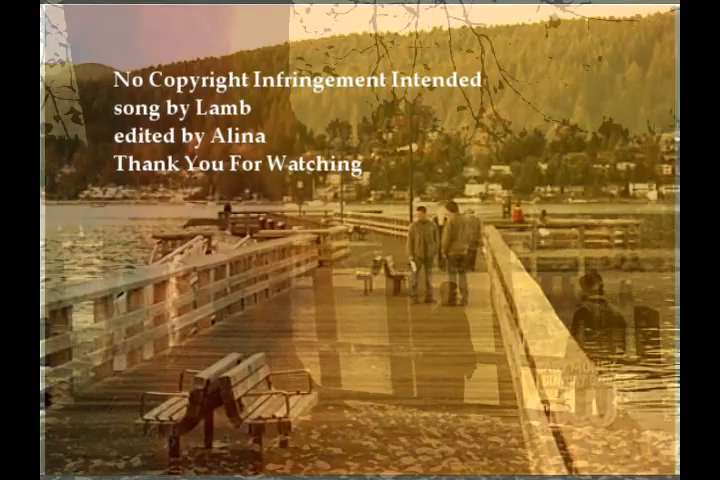 No Copyright Infringement Intended
song by Lamb
edited by Alina
Thank You For Watching